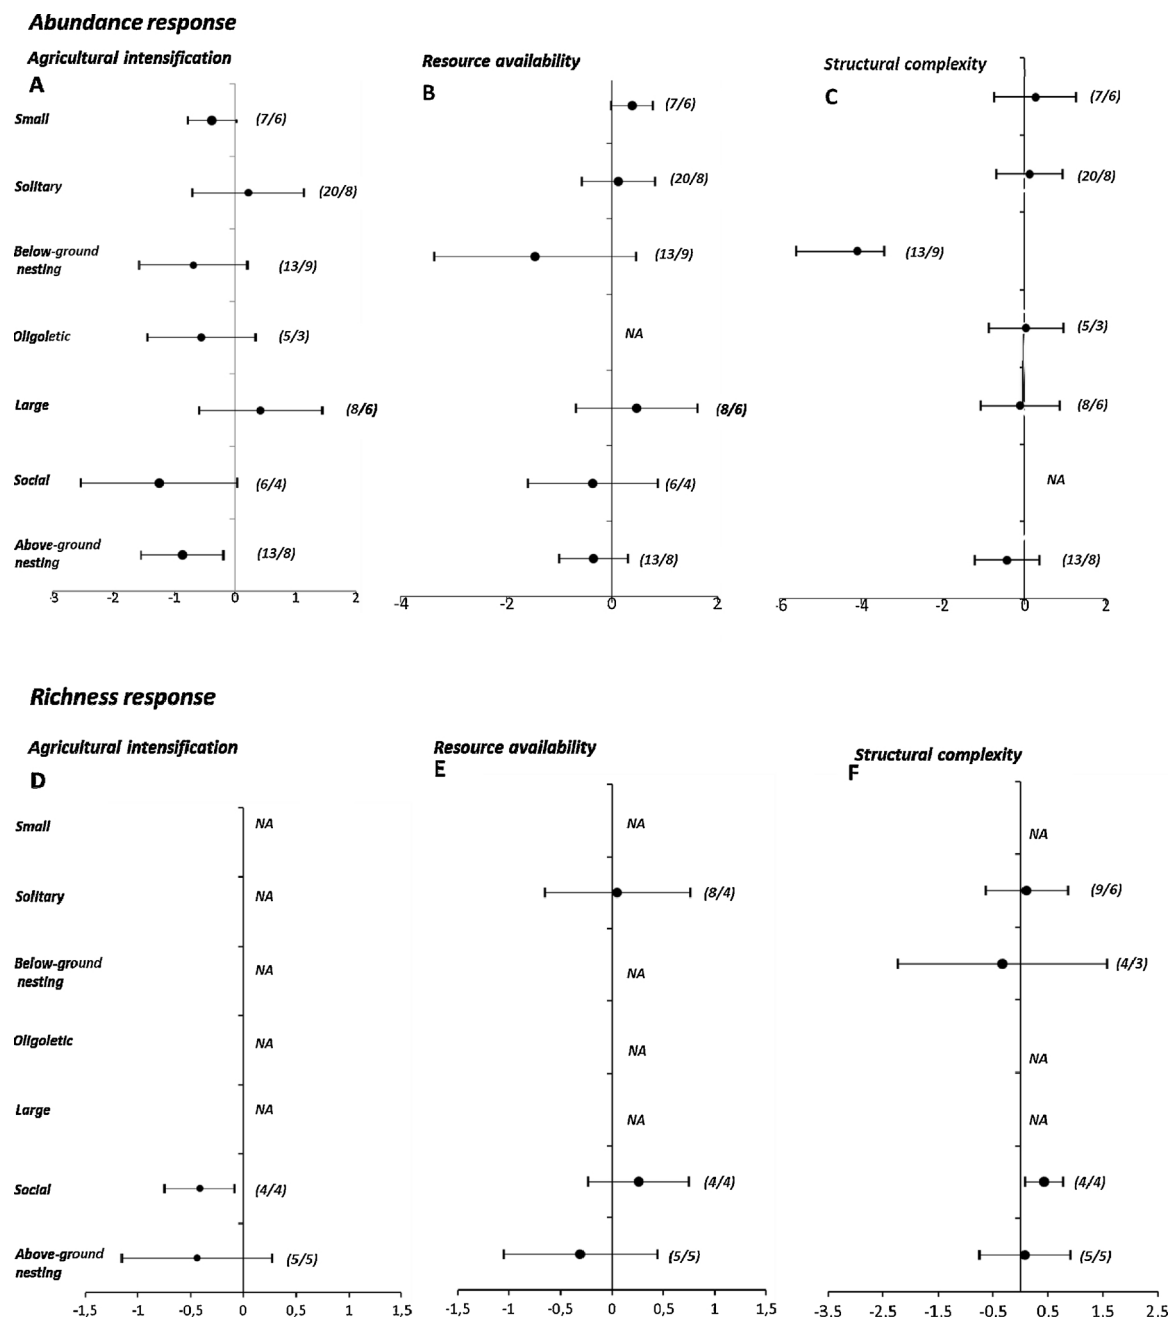 Abundance response
Agricultural intensification
Resource availability
Structural complexity
A
B
C
Small
(7/6)
(7/6)
(7/6)
Solitary
(20/8)
(20/8)
(20/8)
Below-ground
nesting
(13/9)
(13/9)
(13/9)
Oligoletic
(5/3)
NA
(5/3)
Large
(8/6)
(8/6)
(8/6)
Social
(6/4)
(6/4)
NA
Above-ground
nesting
(13/8)
(13/8)
(13/8)
-3 -2 -1 0 1 2
-4 -2 0 2
-6 -4 -2 0 2
Richness response
Agricultural intensification
Resource availability
Structural complexity
D
E
F
Small
NA
NA
NA
Solitary
NA
(8/4)
(9/6)
Below-ground
nesting
NA
NA
(4/3)
Oligoletic
NA
NA
NA
Large
NA
NA
NA
Social
(4/4)
(4/4)
(4/4)
Above-ground
nesting
(5/5)
(5/5)
(5/5)
-1,5 -1 -0,5 0 0,5 1 1,5
-1,5 -1 -0,5 0 0,5 1 1,5
-3.5 -2.5 -1.5 -0.5 0.5 1.5 2.5